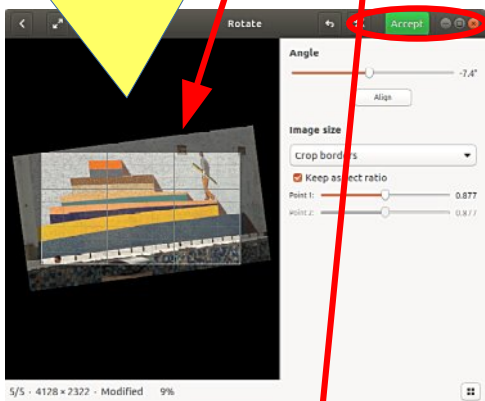 Rotate
Accept
Angle
-7.4°
Align
Image size
Crop borders
Keep aspect ratio
Point 1: 0.877
Point 2: 0.877
5/5 · 4128 × 2322 · Modified 9%